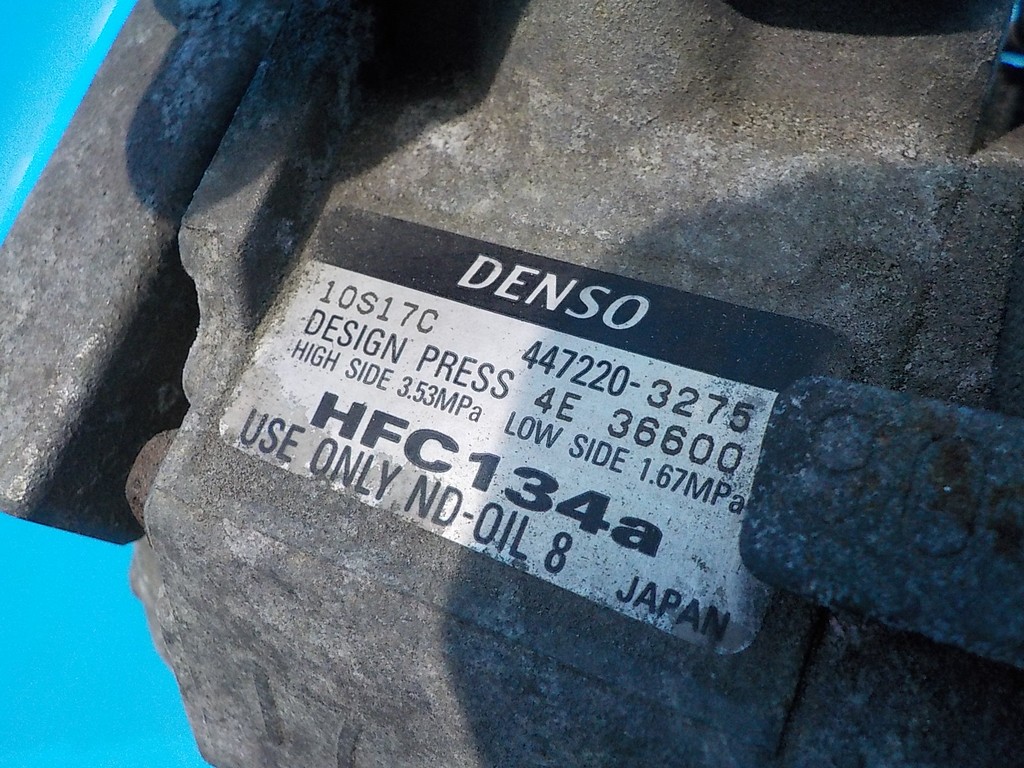 DENSO
10S17C 447220-3275
DESIGN PRESS 4E 36600
HIGH SIDE 3.53MPa LOW SIDE 1.67MPa
HFC134a
USE ONLY ND-OIL 8 JAPAN